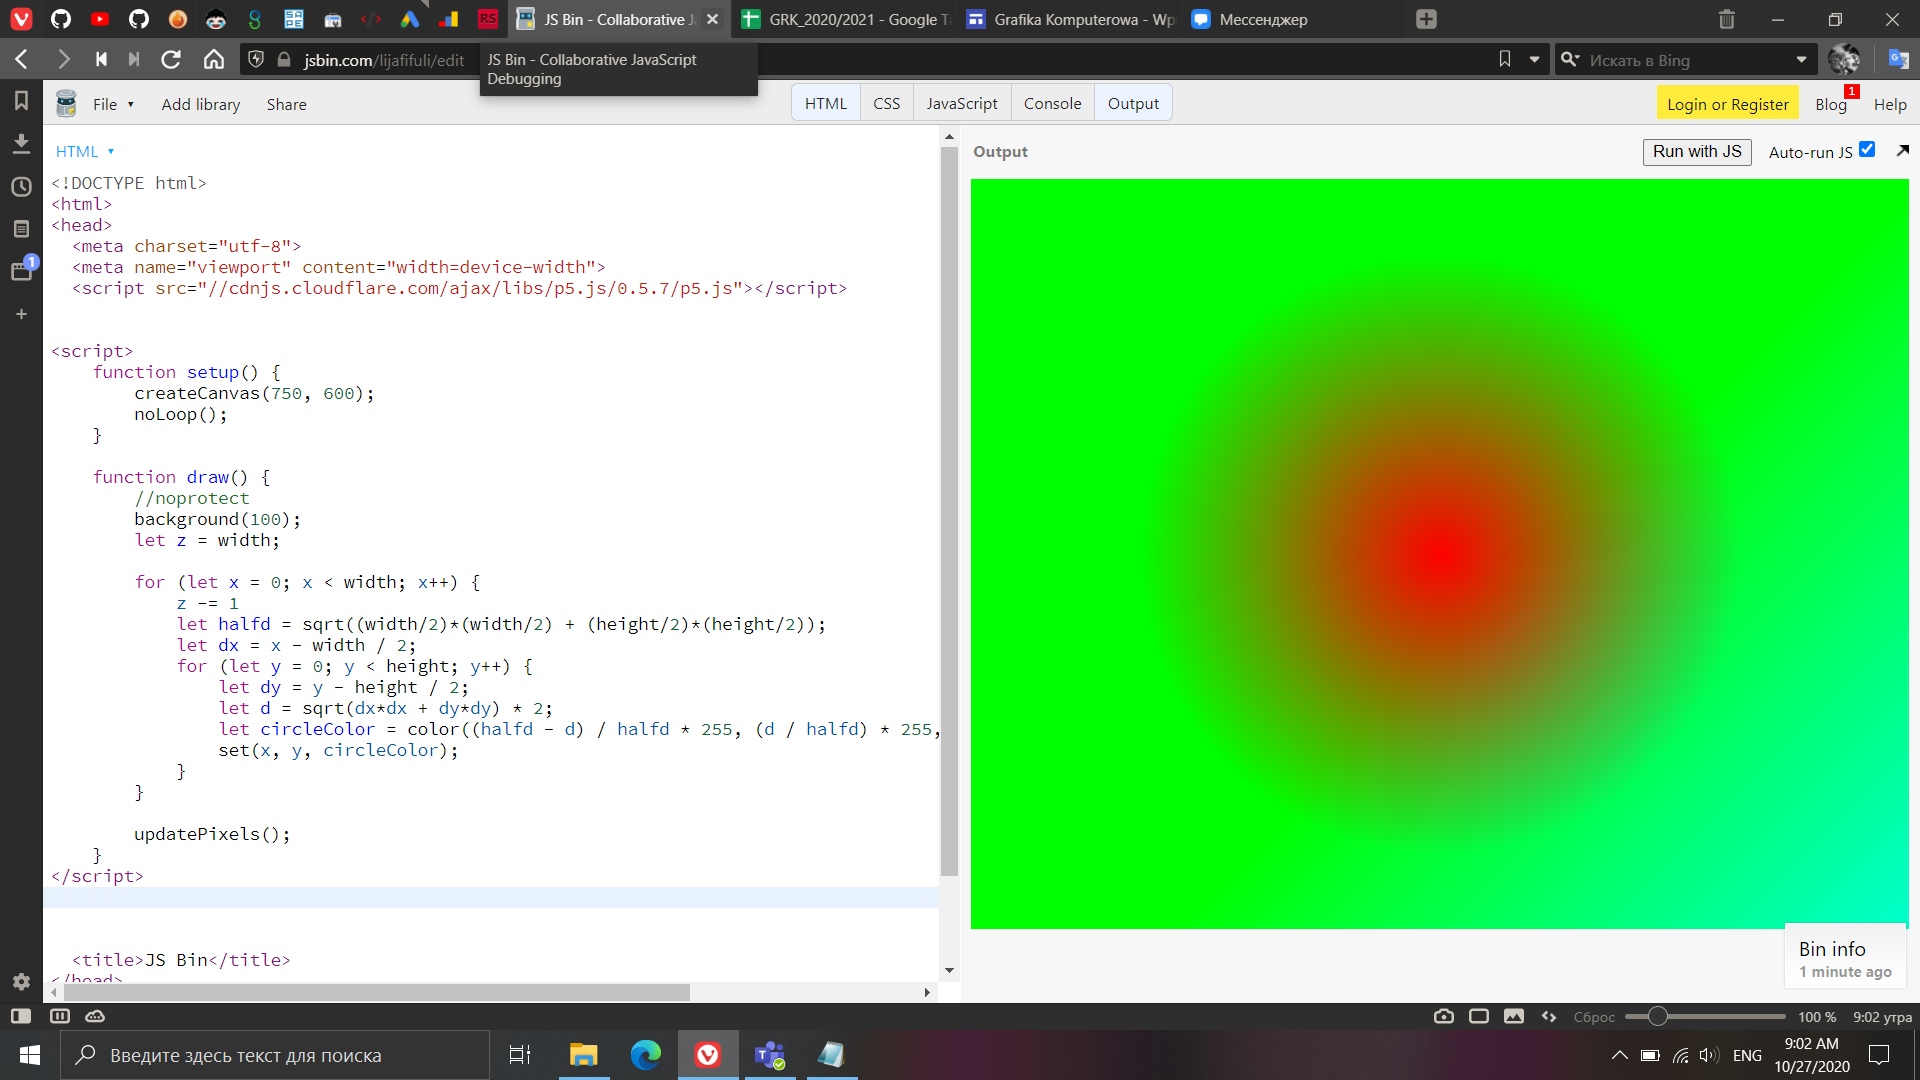 RS
JS Bin - Collaborative J
GRK_2020/2021 - Google T
Grafika Komputerowa - Wp
Мессенджер
jsbin.com/lijafifuli/edit
JS Bin - Collaborative JavaScript
Debugging
Искать в Bing
File
Add library
Share
HTML
CSS
JavaScript
Console
Output
Login or Register
Blog
1
Help
1
HTML
<!DOCTYPE html>
<html>
<head>
<meta charset="utf-8">
<meta name="viewport" content="width=device-width">
<script src="//cdnjs.cloudflare.com/ajax/libs/p5.js/0.5.7/p5.js"></script>
<script>
function setup() {
createCanvas(750, 600);
noLoop();
}
function draw() {
//noprotect
background(100);
let z = width;
for (let x = 0; x < width; x++) {
z -= 1
let halfd = sqrt((width/2)*(width/2) + (height/2)*(height/2));
let dx = x - width / 2;
for (let y = 0; y < height; y++) {
let dy = y - height / 2;
let d = sqrt(dx*dx + dy*dy) * 2;
let circleColor = color((halfd - d) / halfd * 255, (d / halfd) * 255,
set(x, y, circleColor);
}
}
updatePixels();
}
</script>
<title>JS Bin</title>
</head>
Output
Run with JS
Auto-run JS
Bin info
1 minute ago
Сброс
100 %
9:02 утра
Введите здесь текст для поиска
ENG
9:02 AM
10/27/2020